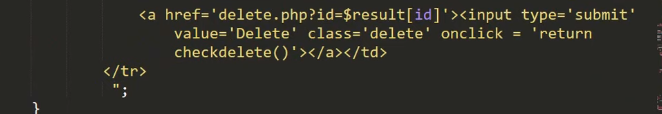 <a href='delete.php?id=$result[id]'><input type='submit'
value='Delete' class='delete' onclick = 'return
checkdelete()'></a></td>
</tr>
";
}